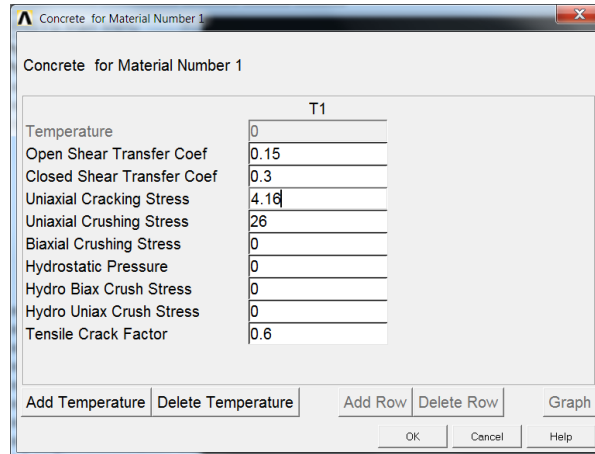 Concrete for Material Number 1
Concrete for Material Number 1
T1
Temperature 0
Open Shear Transfer Coef 0.15
Closed Shear Transfer Coef 0.3
Uniaxial Cracking Stress 4.16
Uniaxial Crushing Stress 26
Biaxial Crushing Stress 0
Hydrostatic Pressure 0
Hydro Biax Crush Stress 0
Hydro Uniax Crush Stress 0
Tensile Crack Factor 0.6
Add Temperature Delete Temperature Add Row Delete Row Graph
OK Cancel Help